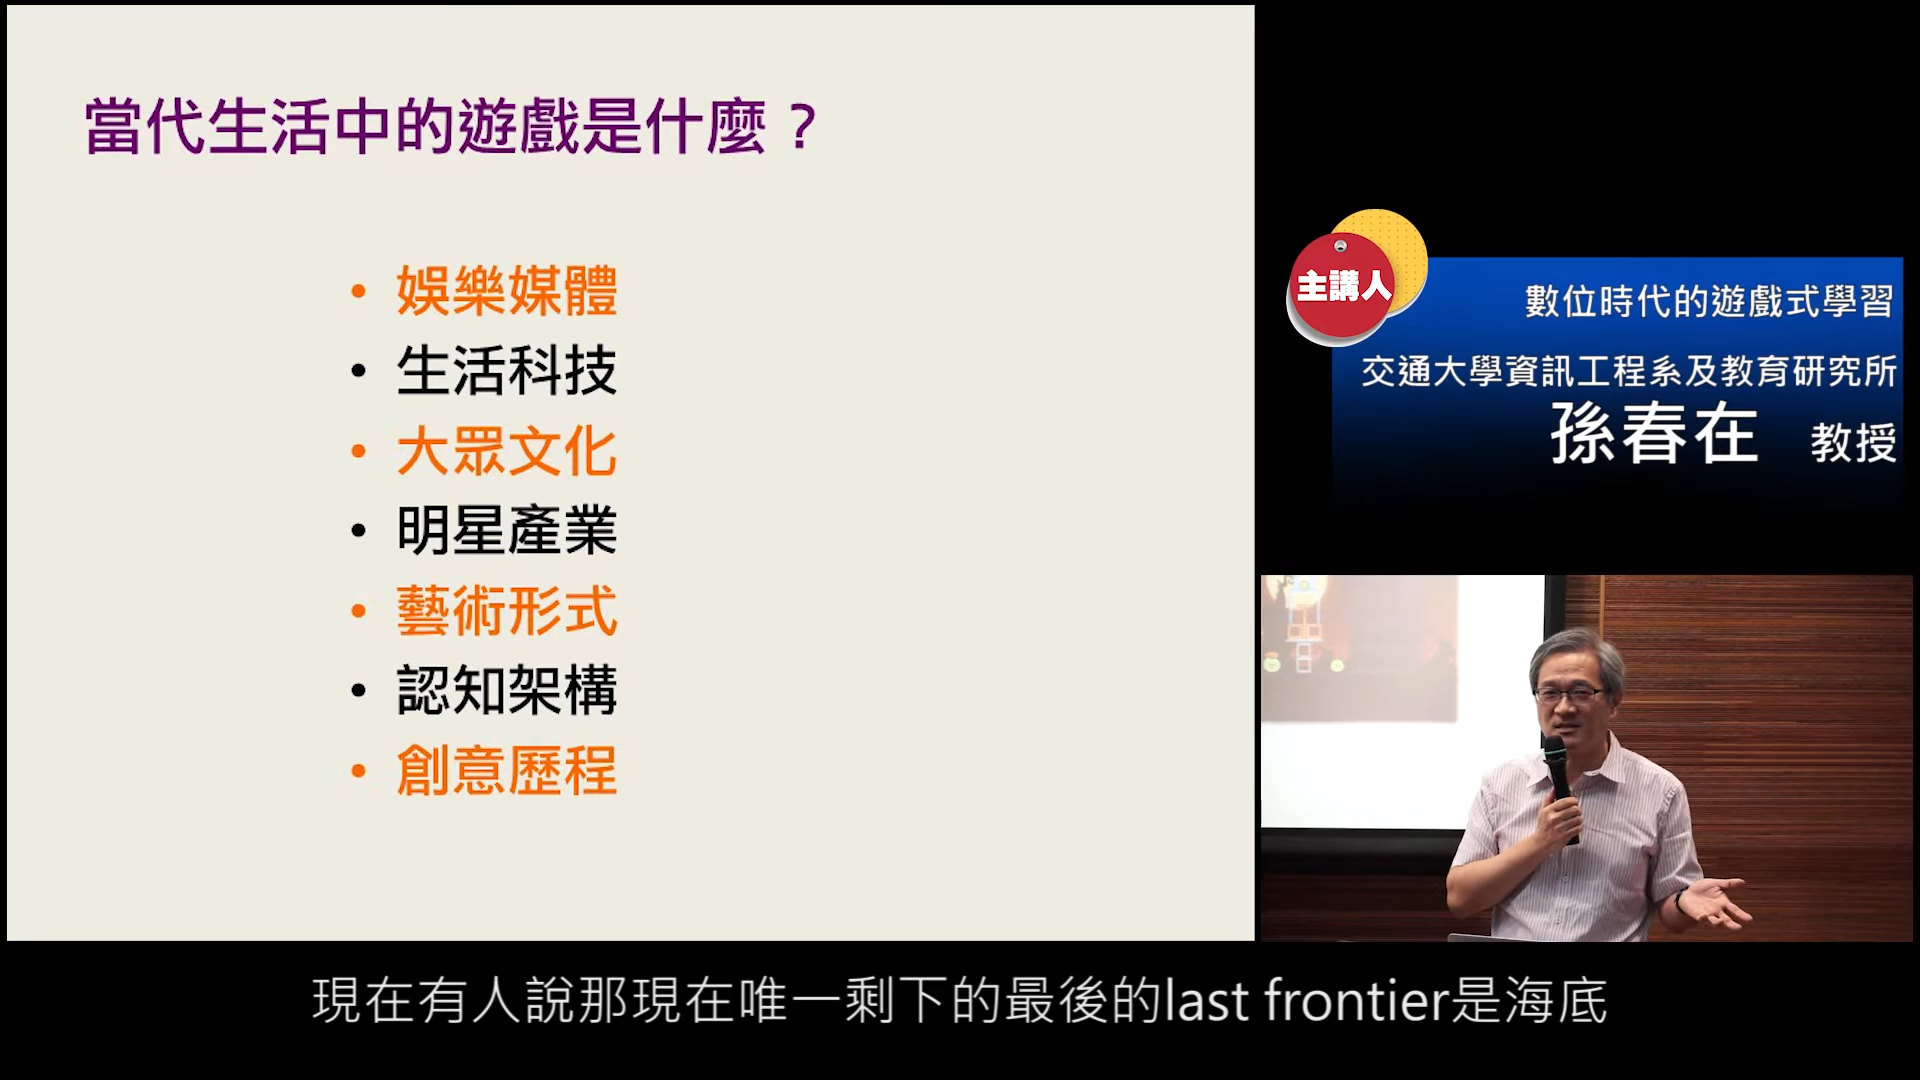 當代生活中的遊戲是什麼？
• 娛樂媒體
• 生活科技
• 大眾文化
• 明星產業
• 藝術形式
• 認知架構
• 創意歷程
主講人
數位時代的遊戲式學習
交通大學資訊工程系及教育研究所
孫春在 教授
現在有人說那現在唯一剩下的最後的last frontier是海底